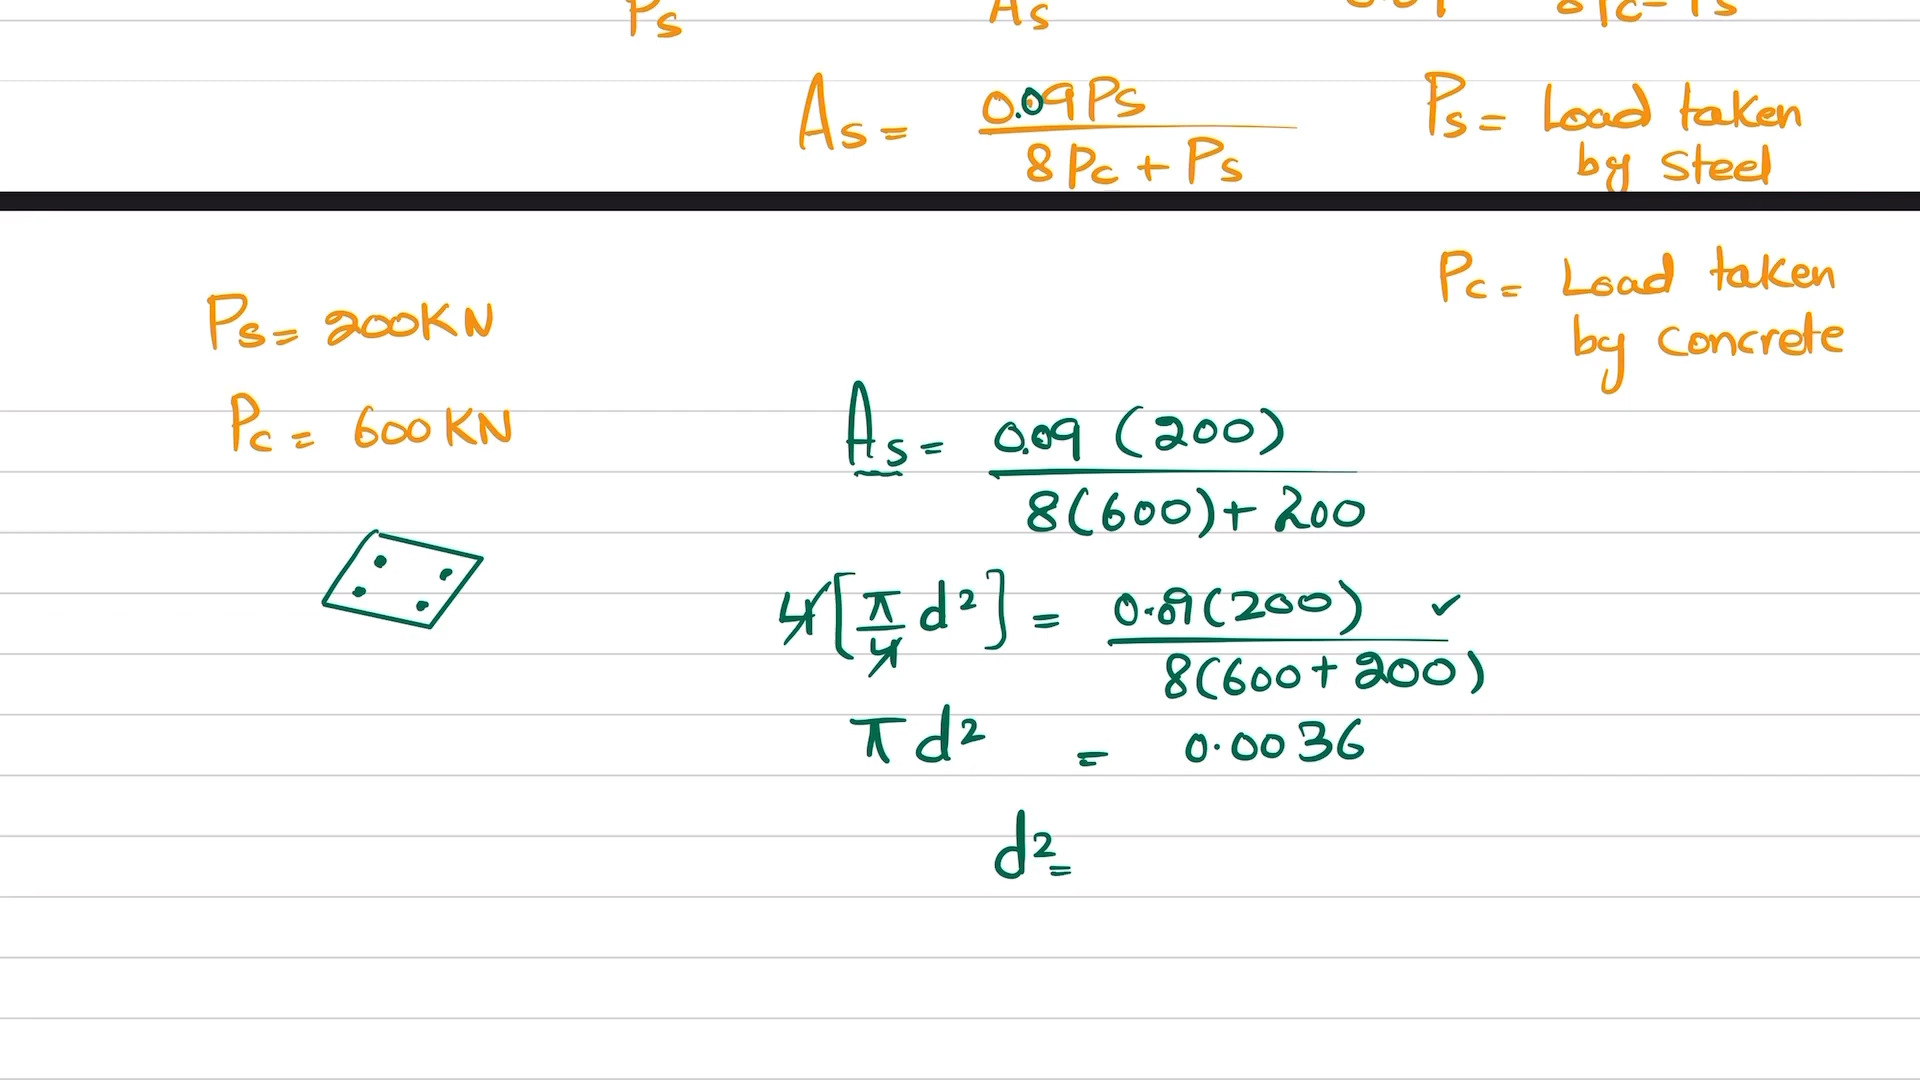 Ps
As
8Pc- Ps
As = 0.09Ps / 8Pc + Ps
Ps = Load taken
by Steel
Pc = Load taken
by Concrete
Ps = 200KN
Pc = 600KN
As = 0.09 (200) / 8(600)+ 200
4[π/4 d²] = 0.09(200) / 8(600+ 200) ✓
πd² = 0.0036
d² =